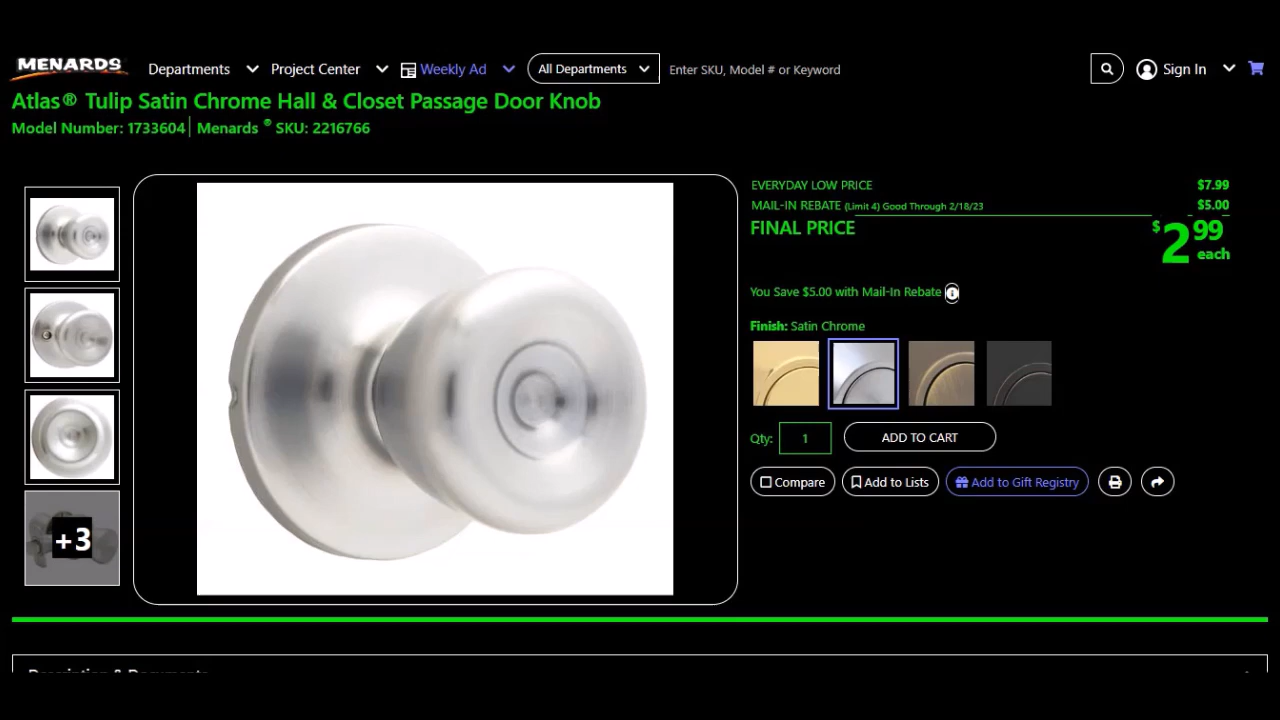 MENARDS Departments Project Center Weekly Ad All Departments Enter SKU, Model # or Keyword Sign In
Atlas® Tulip Satin Chrome Hall & Closet Passage Door Knob
Model Number: 1733604 Menards ® SKU: 2216766
EVERYDAY LOW PRICE $7.99
MAIL-IN REBATE (Limit 4) Good Through 2/18/23 $5.00
FINAL PRICE $2 99 each
You Save $5.00 with Mail-In Rebate
Finish: Satin Chrome
Qty: 1 ADD TO CART
Compare Add to Lists Add to Gift Registry
+3